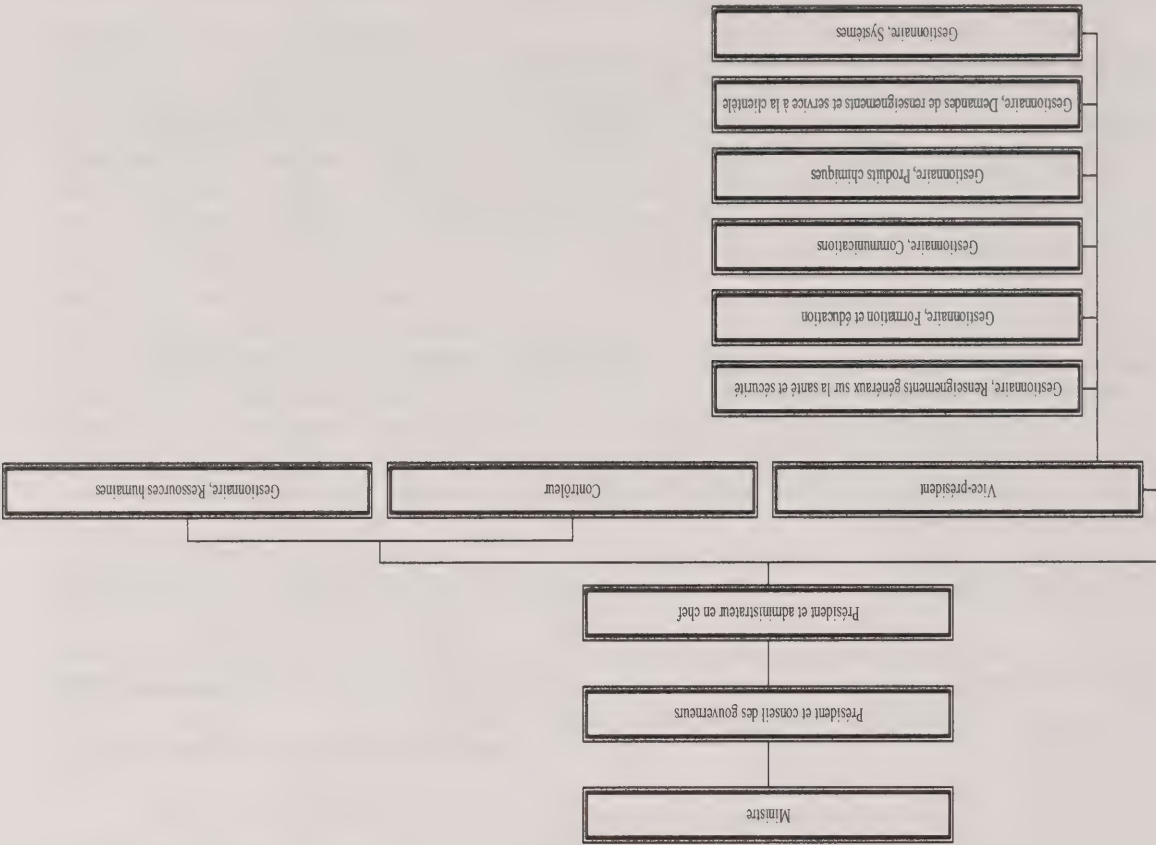 Ministre
Président et conseil des gouverneurs
Président et administrateur en chef
Vice-président
Contrôleur
Gestionnaire, Ressources humaines
Gestionnaire, Renseignements généraux sur la santé et sécurité
Gestionnaire, Formation et éducation
Gestionnaire, Communications
Gestionnaire, Produits chimiques
Gestionnaire, Demandes de renseignements et service à la clientèle
Gestionnaire, Systèmes